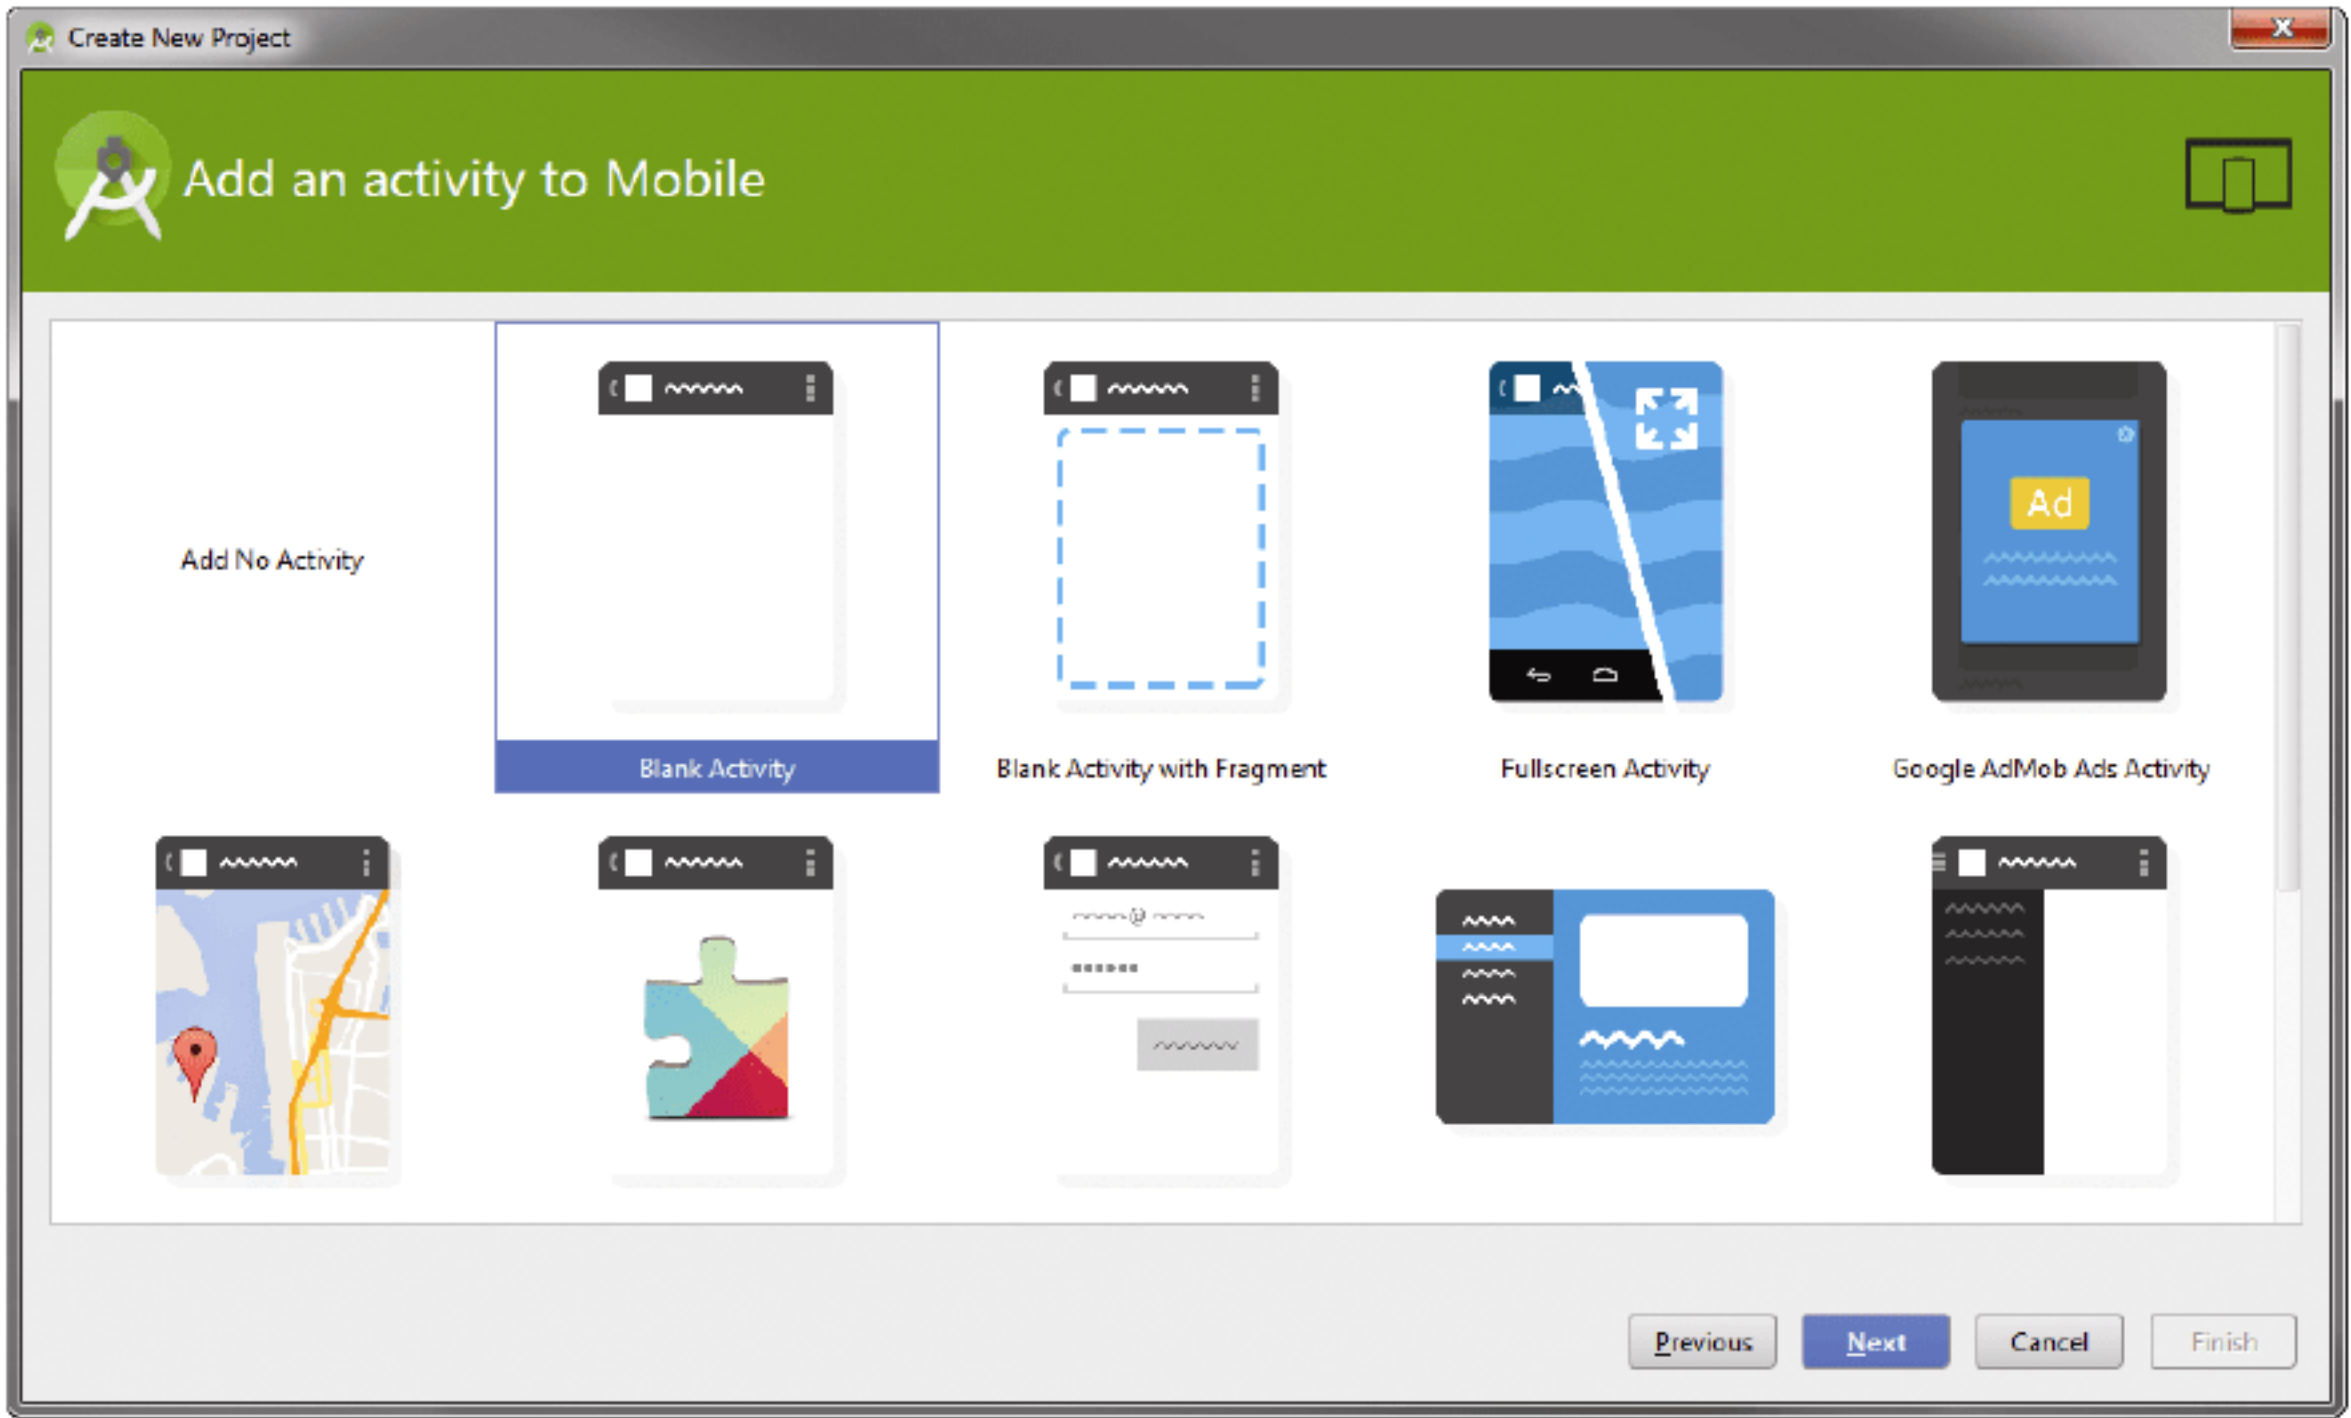 Create New Project
Add an activity to Mobile
Add No Activity
Ad
Blank Activity
Blank Activity with Fragment
Fullscreen Activity
Google AdMob Ads Activity
@
Previous
Next
Cancel
Finish